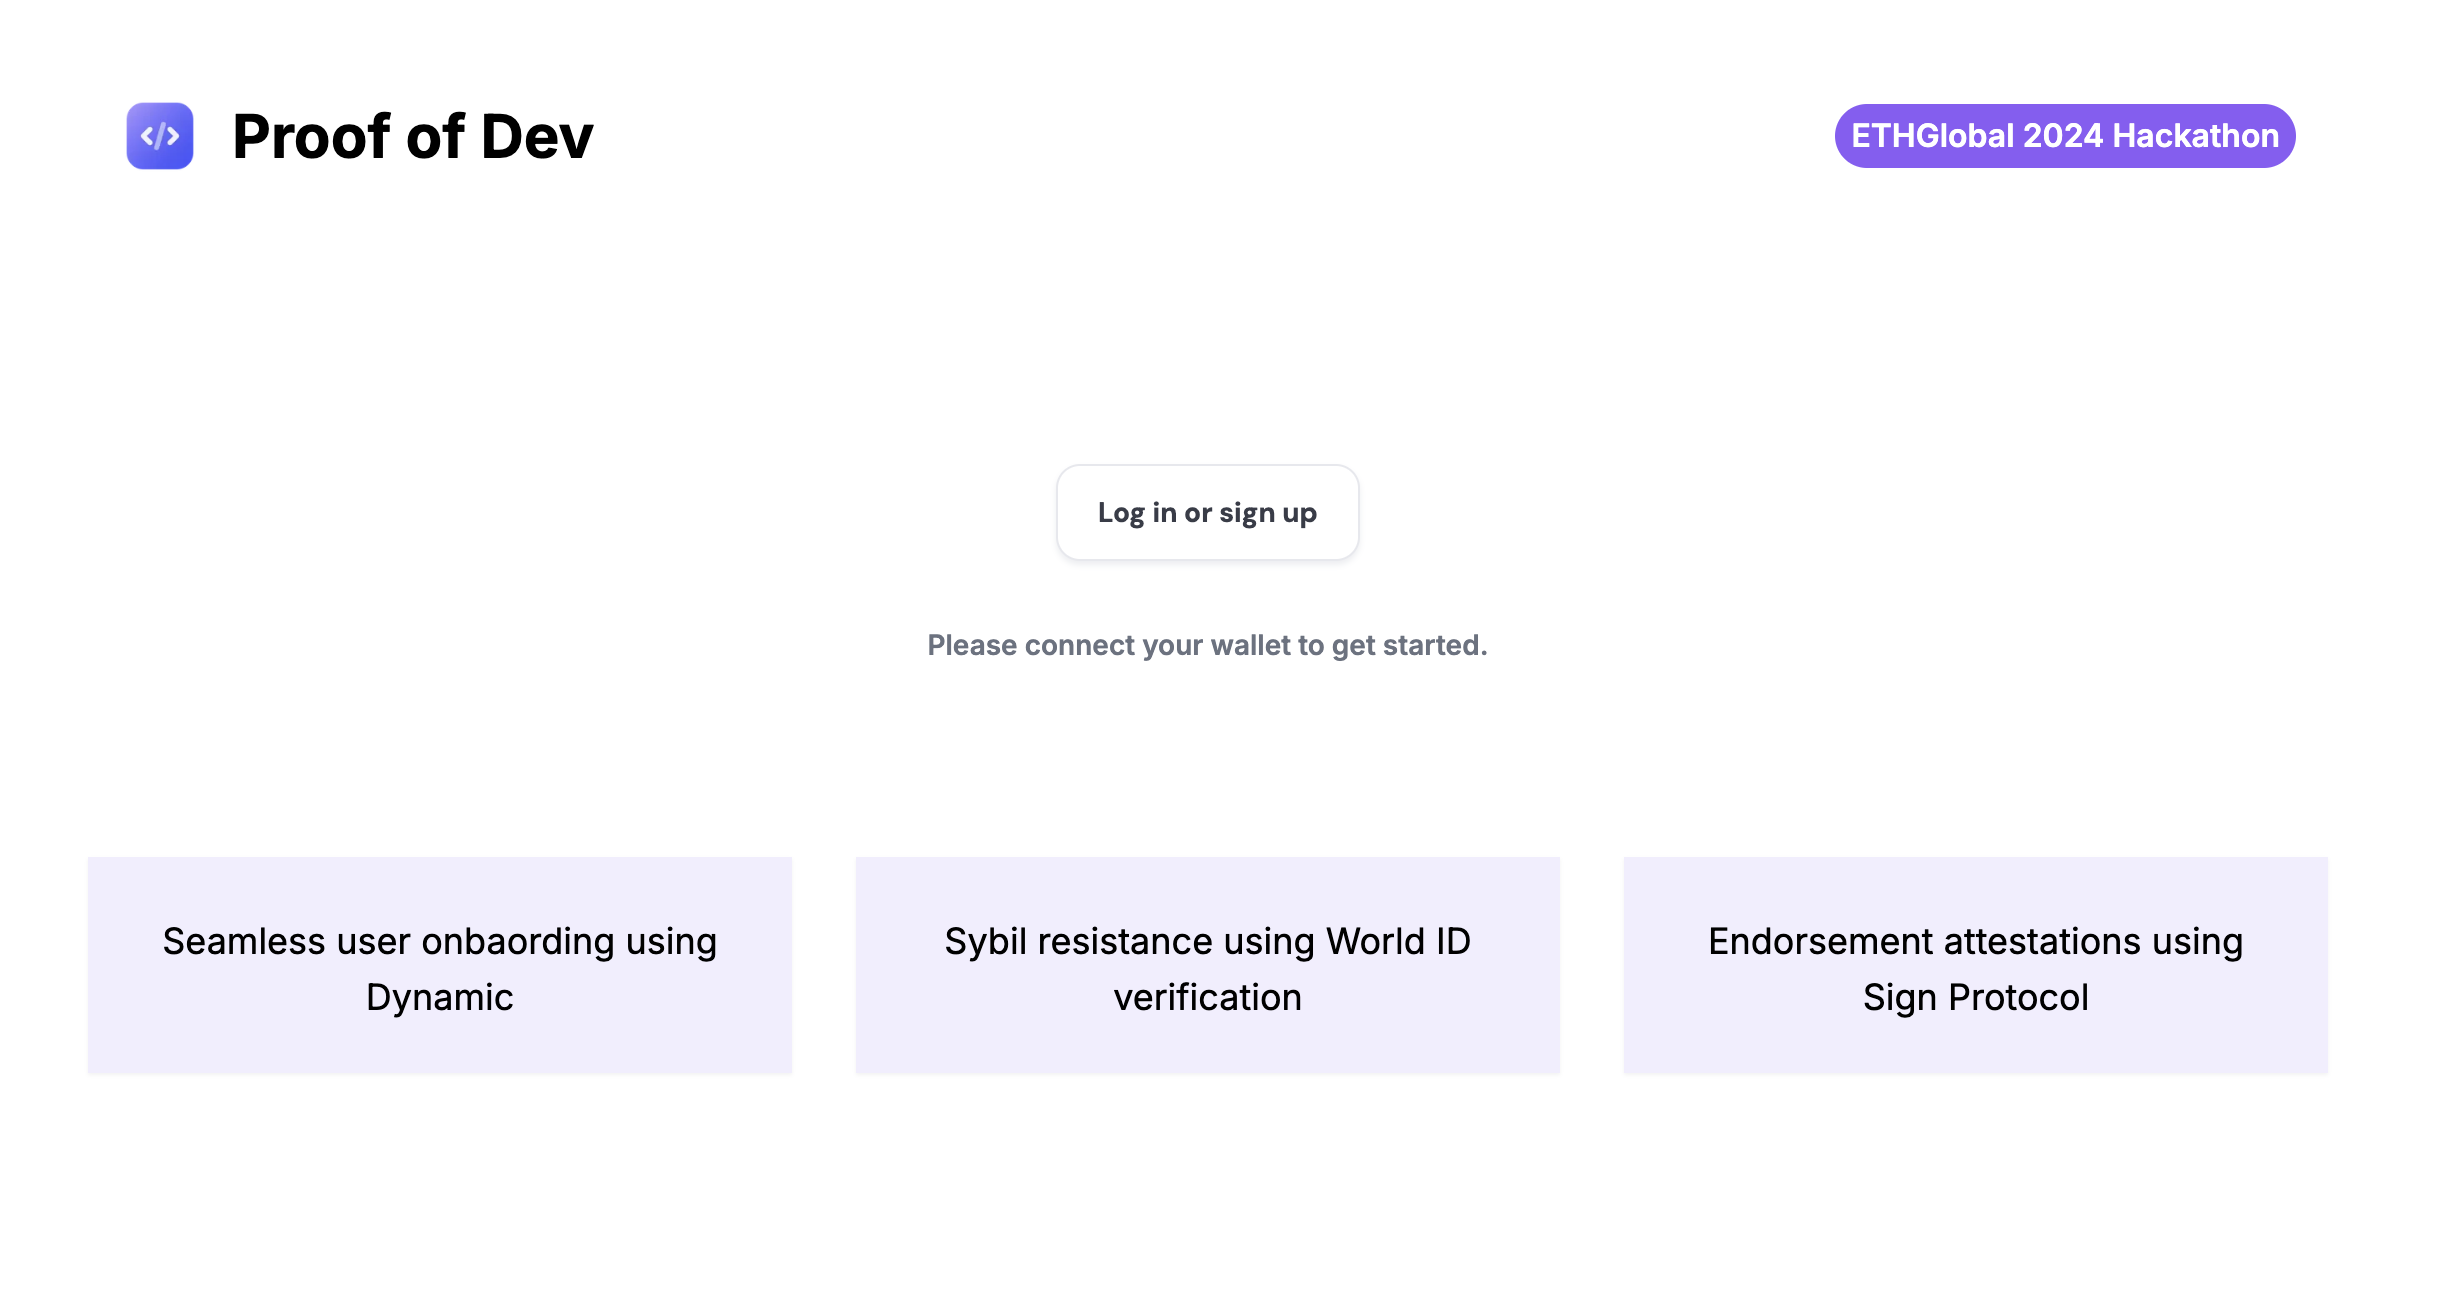 </>
Proof of Dev
ETHGlobal 2024 Hackathon
Log in or sign up
Please connect your wallet to get started.
Seamless user onbaording using
Dynamic
Sybil resistance using World ID
verification
Endorsement attestations using
Sign Protocol